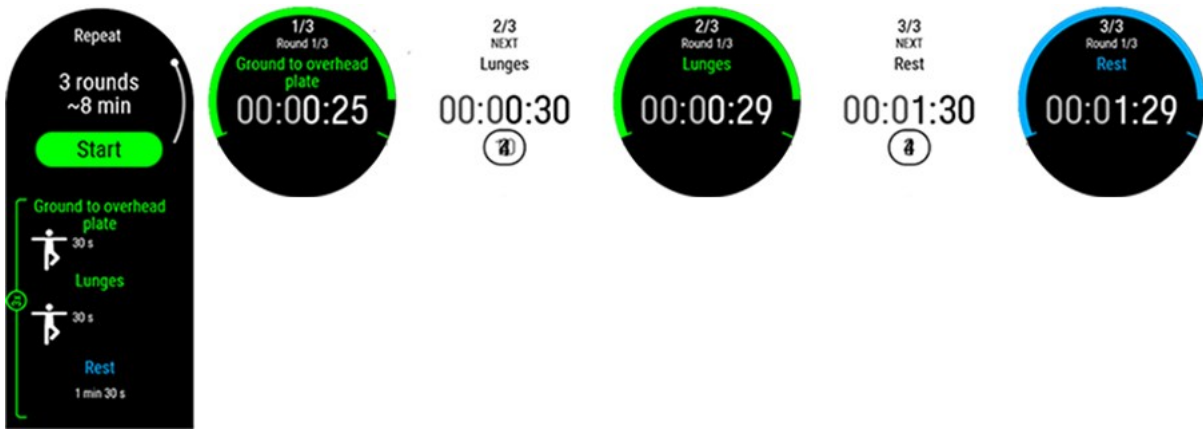 Repeat
3 rounds
~8 min
Start
Ground to overhead
plate
30 s
Lunges
30 s
Rest
1 min 30 s
1/3
Round 1/3
Ground to overhead
plate
00:00:25
2/3
NEXT
Lunges
00:00:30
2/3
Round 1/3
Lunges
00:00:29
3/3
NEXT
Rest
00:01:30
3/3
Round 1/3
Rest
00:01:29